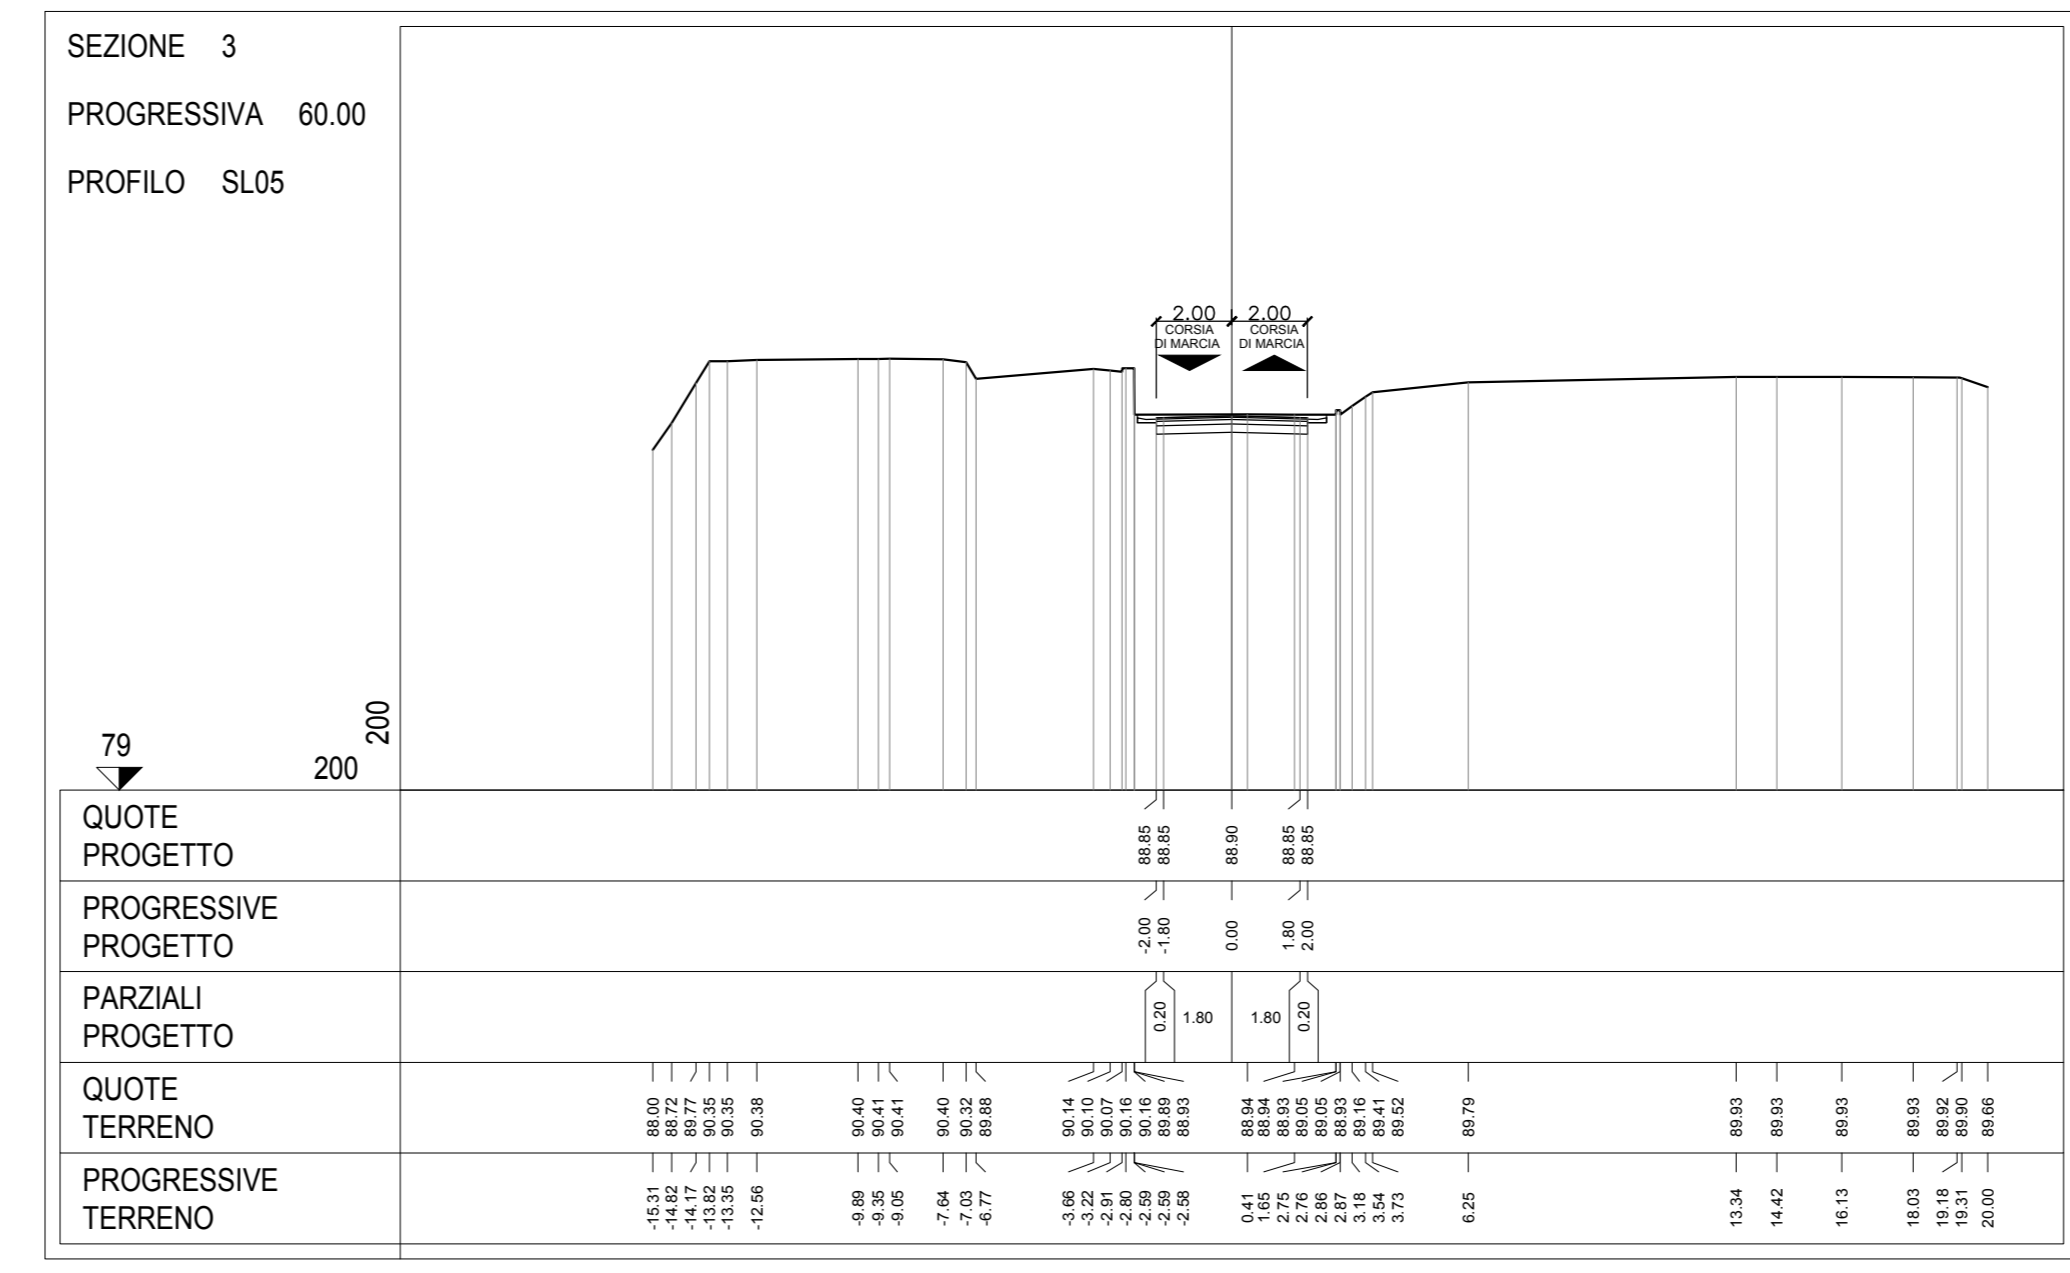 SEZIONE 3
PROGRESSIVA 60.00
PROFILO SL05
2.00 2.00
CORSIA DI MARCIA
CORSIA DI MARCIA
200
79
200
QUOTE PROGETTO
88.85 88.85 88.90 88.85 88.85
PROGRESSIVE PROGETTO
-2.00 -1.80 0.00 1.80 2.00
PARZIALI PROGETTO
0.20 1.80 1.80 0.20
QUOTE TERRENO
88.00 88.72 89.77 90.35 90.35 90.38 90.40 90.41 90.41 90.40 90.32 89.88 90.14 90.10 90.07 90.16 90.16 89.89 88.93 88.94 88.94 88.93 89.05 89.05 88.93 89.16 89.41 89.52 89.79 89.93 89.93 89.93 89.93 89.92 89.90 89.66
PROGRESSIVE TERRENO
-15.31 -14.82 -14.17 -13.82 -13.35 -12.56 -9.89 -9.35 -9.05 -7.64 -7.03 -6.77 -3.66 -3.22 -2.91 -2.80 -2.59 -2.59 -2.58 0.41 1.65 2.75 2.76 2.86 2.87 3.18 3.54 3.73 6.25 13.34 14.42 16.13 18.03 19.18 19.31 20.00